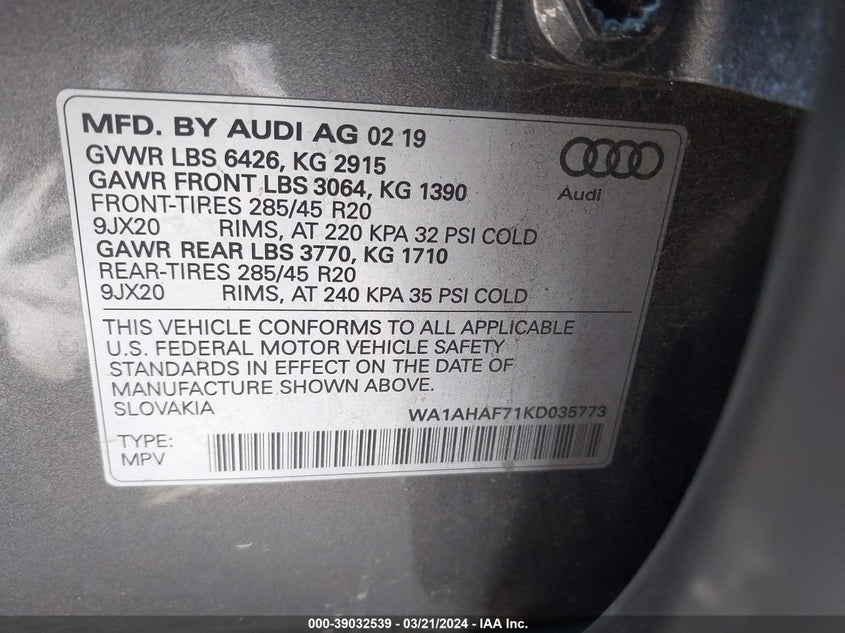 MFD. BY AUDI AG 02 19
GVWR LBS 6426, KG 2915
GAWR FRONT LBS 3064, KG 1390
FRONT-TIRES 285/45 R20
9JX20 RIMS, AT 220 KPA 32 PSI COLD
GAWR REAR LBS 3770, KG 1710
REAR-TIRES 285/45 R20
9JX20 RIMS, AT 240 KPA 35 PSI COLD
Audi
THIS VEHICLE CONFORMS TO ALL APPLICABLE
U.S. FEDERAL MOTOR VEHICLE SAFETY
STANDARDS IN EFFECT ON THE DATE OF
MANUFACTURE SHOWN ABOVE.
SLOVAKIA WA1AHAF71KD035773
TYPE:
MPV
000-39032539 — 03/21/2024 — IAA Inc.